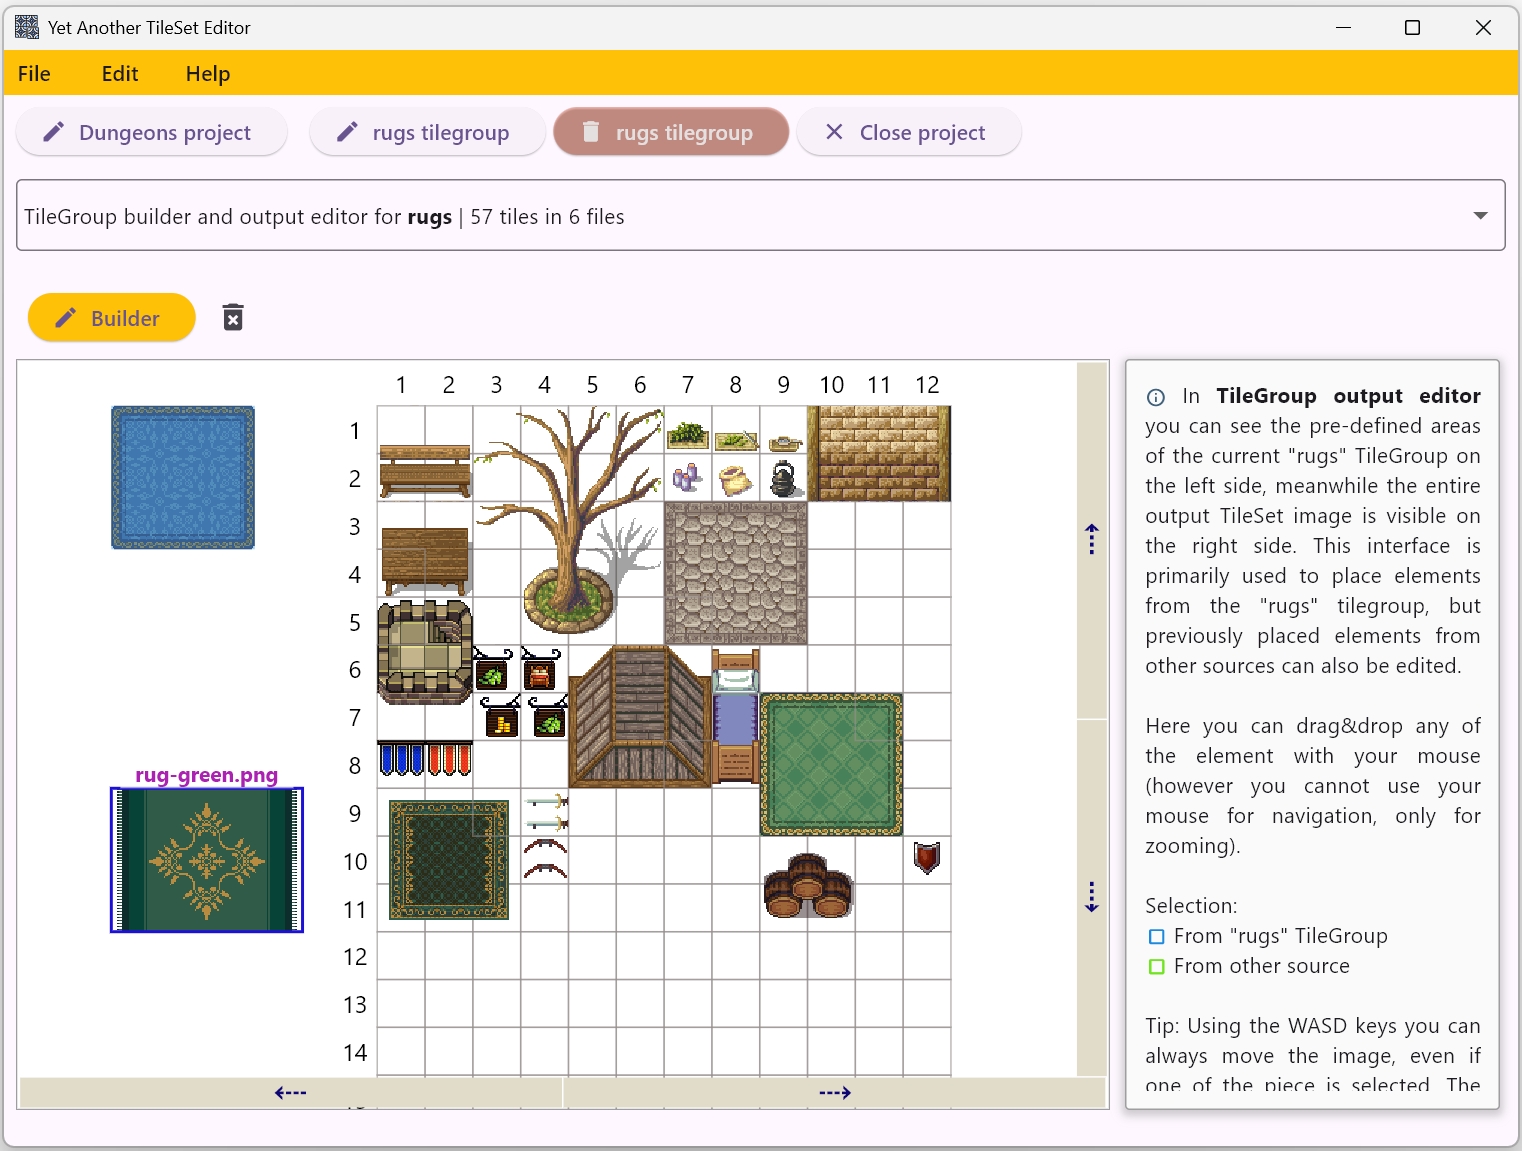 Yet Another TileSet Editor
File Edit Help
Dungeons project rugs tilegroup rugs tilegroup Close project
TileGroup builder and output editor for rugs | 57 tiles in 6 files
Builder
1 2 3 4 5 6 7 8 9 10 11 12
1
2
3
4
5
6
7
8
9
10
11
12
13
14
rug-green.png
In TileGroup output editor
you can see the pre-defined areas
of the current "rugs" TileGroup on
the left side, meanwhile the entire
output TileSet image is visible on
the right side. This interface is
primarily used to place elements
from the "rugs" tilegroup, but
previously placed elements from
other sources can also be edited.
Here you can drag&drop any of
the element with your mouse
(however you cannot use your
mouse for navigation, only for
zooming).
Selection:
From "rugs" TileGroup
From other source
Tip: Using the WASD keys you can
always move the image, even if
one of the piece is selected. The